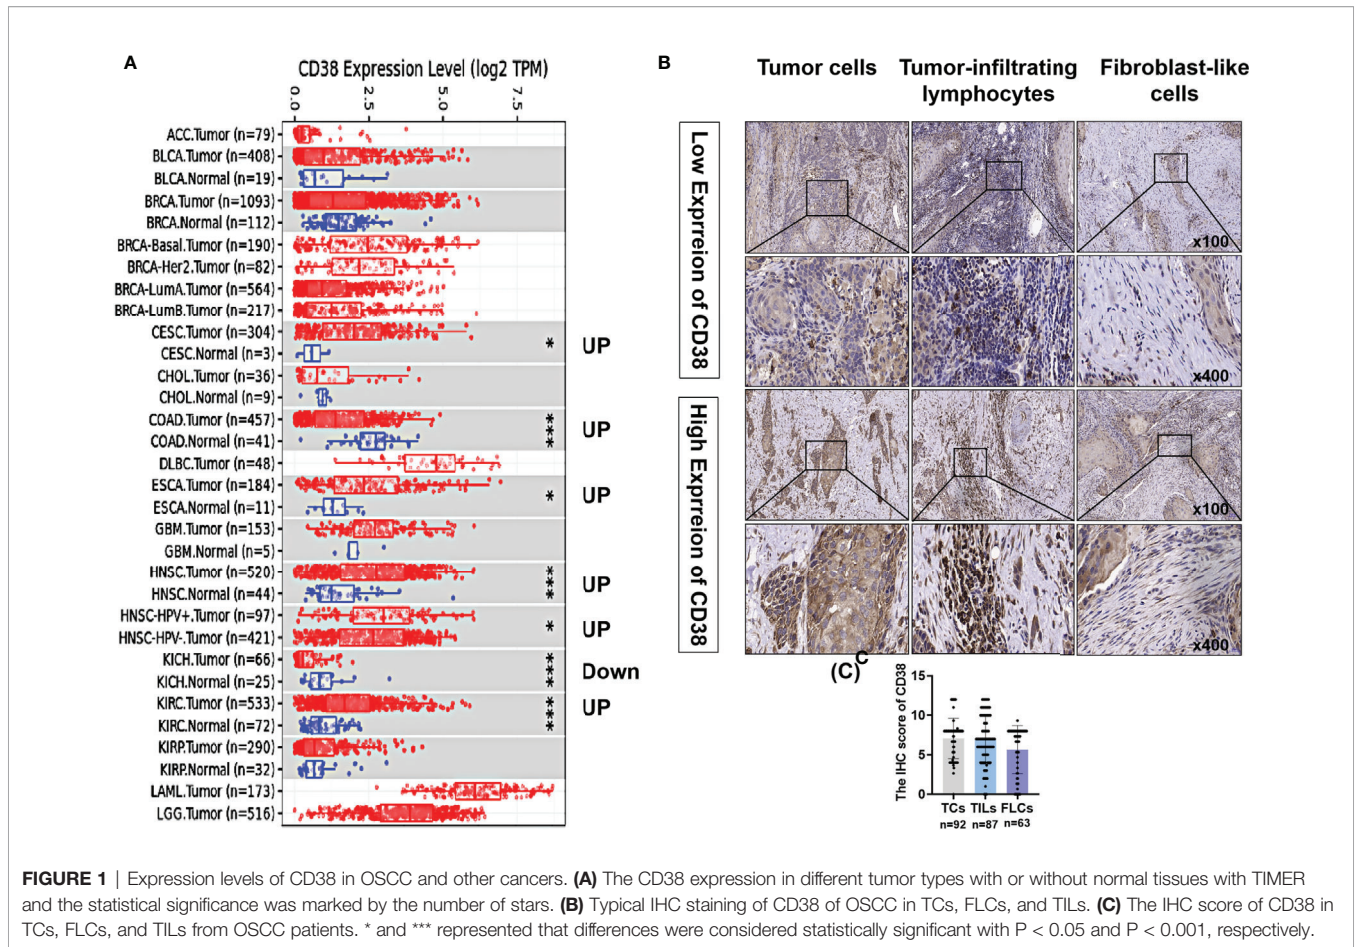 A
CD38 Expression Level (log2 TPM)
0.0
2.5
5.0
7.5
ACC.Tumor (n=79)
BLCA.Tumor (n=408)
BLCA.Normal (n=19)
BRCA.Tumor (n=1093)
BRCA.Normal (n=112)
BRCA-Basal.Tumor (n=190)
BRCA-Her2.Tumor (n=82)
BRCA-LumA.Tumor (n=564)
BRCA-LumB.Tumor (n=217)
CESC.Tumor (n=304)
CESC.Normal (n=3)
* UP
CHOL.Tumor (n=36)
CHOL.Normal (n=9)
COAD.Tumor (n=457)
COAD.Normal (n=41)
*** UP
DLBC.Tumor (n=48)
ESCA.Tumor (n=184)
ESCA.Normal (n=11)
* UP
GBM.Tumor (n=153)
GBM.Normal (n=5)
HNSC.Tumor (n=520)
HNSC.Normal (n=44)
*** UP
HNSC-HPV+.Tumor (n=97)
HNSC-HPV-.Tumor (n=421)
* UP
KICH.Tumor (n=66)
KICH.Normal (n=25)
*** Down
KIRC.Tumor (n=533)
KIRC.Normal (n=72)
*** UP
KIRP.Tumor (n=290)
KIRP.Normal (n=32)
LAML.Tumor (n=173)
LGG.Tumor (n=516)
B
Tumor cells
Tumor-infiltrating
lymphocytes
Fibroblast-like
cells
Low Exprreion of CD38
x100
x400
High Exprreion of CD38
x100
x400
(C)
C
The IHC score of CD38
15
10
5
0
TCs TILs FLCs
n=92 n=87 n=63
FIGURE 1 | Expression levels of CD38 in OSCC and other cancers. (A) The CD38 expression in different tumor types with or without normal tissues with TIMER
and the statistical significance was marked by the number of stars. (B) Typical IHC staining of CD38 of OSCC in TCs, FLCs, and TILs. (C) The IHC score of CD38 in
TCs, FLCs, and TILs from OSCC patients. * and *** represented that differences were considered statistically significant with P < 0.05 and P < 0.001, respectively.